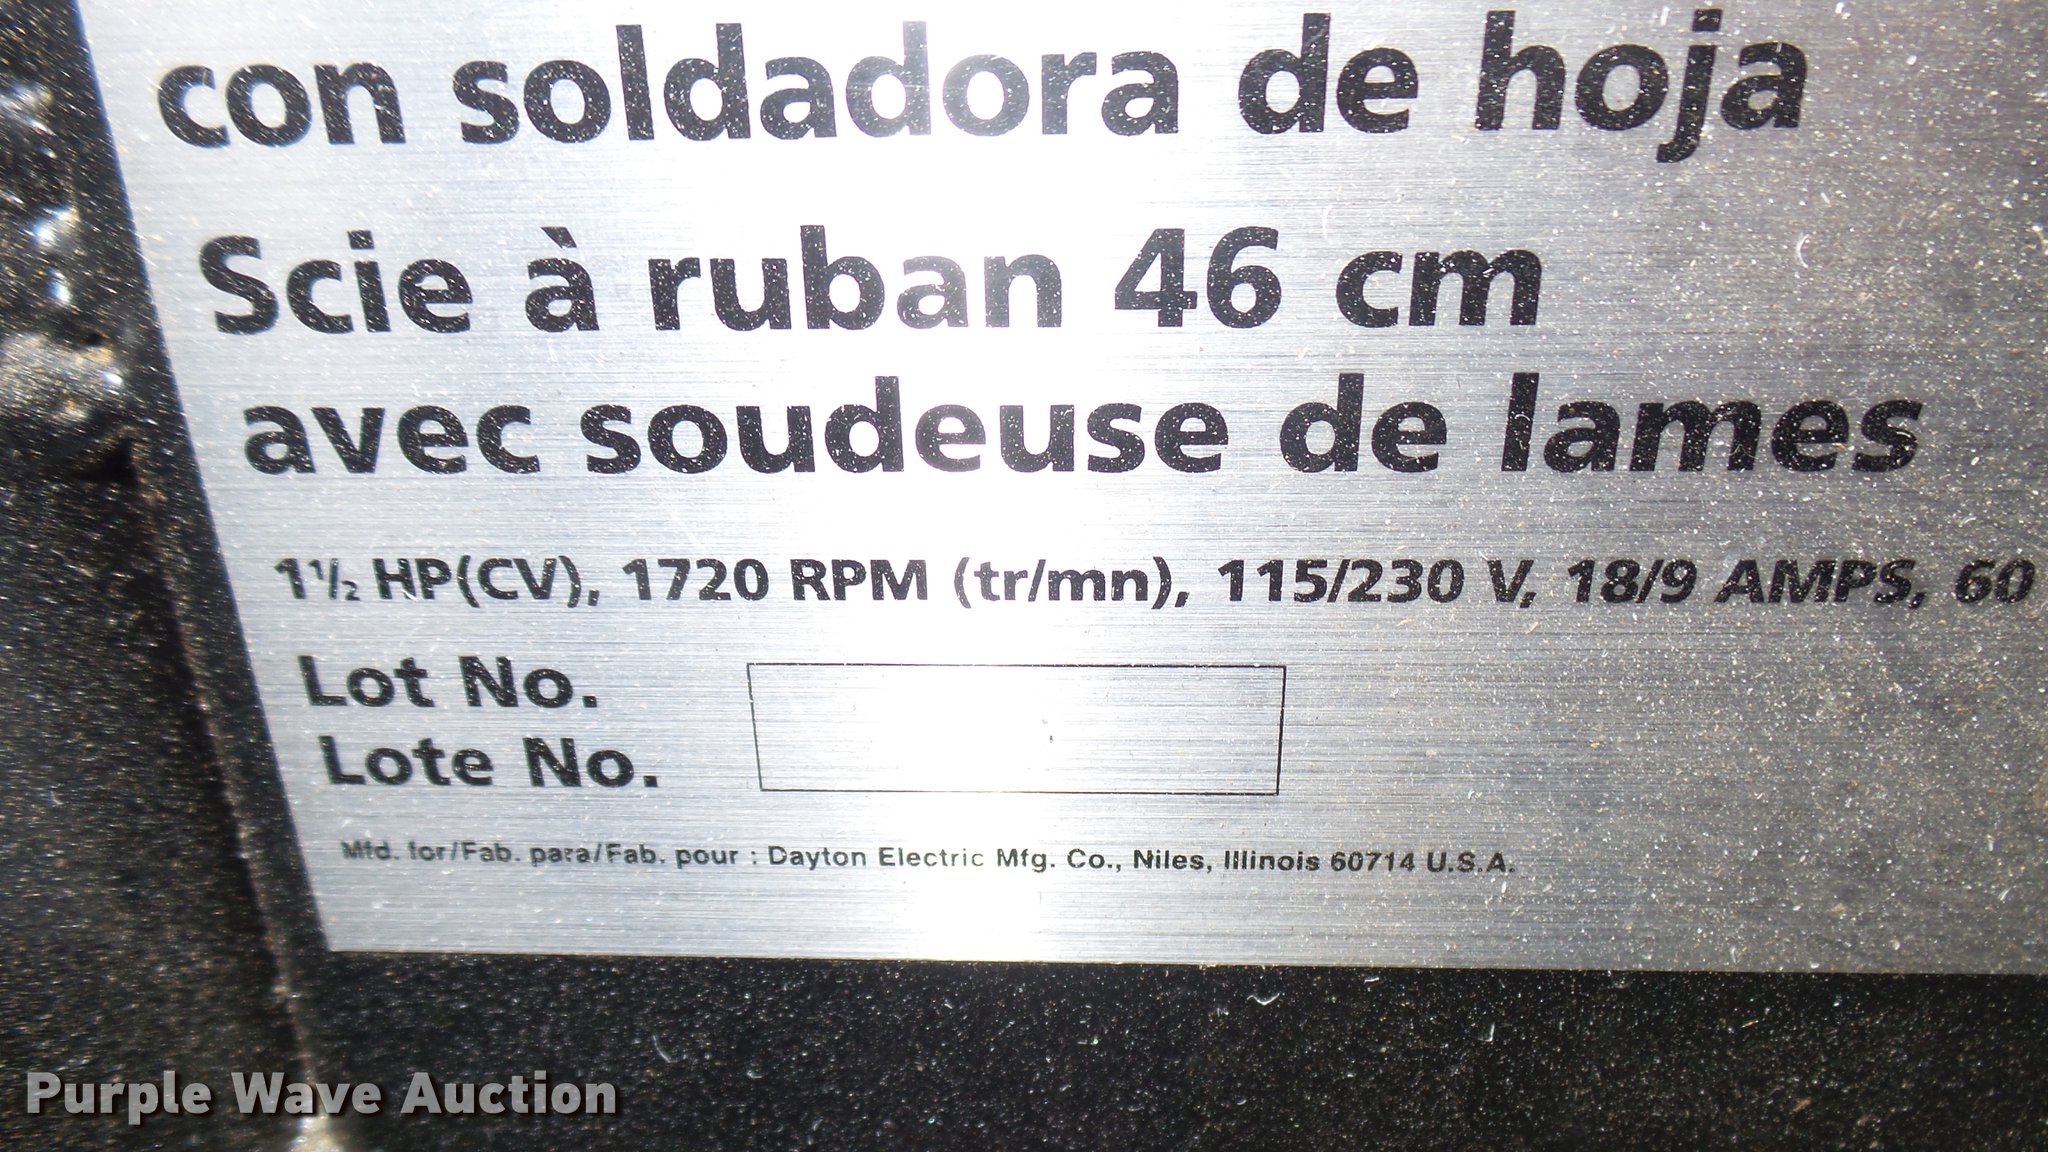 con soldadora de hoja
Scie à ruban 46 cm
avec soudeuse de lames
1 1/2 HP(CV), 1720 RPM (tr/mn), 115/230 V, 18/9 AMPS, 60
Lot No.
Lote No.
Mfd. for/Fab. para/Fab. pour : Dayton Electric Mfg. Co., Niles, Illinois 60714 U.S.A.
Purple Wave Auction